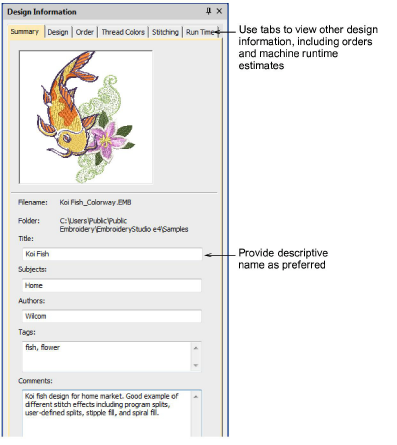 Design Information
Summary Design Order Thread Colors Stitching Run Time
Use tabs to view other design
information, including orders
and machine runtime
estimates
Filename: Koi Fish_Colorway.EMB
Folder: C:\Users\Public\Public
Embroidery\EmbroideryStudio e4\Samples
Title:
Koi Fish
Provide descriptive
name as preferred
Subjects:
Home
Authors:
Wilcom
Tags:
fish, flower
Comments:
Koi fish design for home market. Good example of
different stitch effects including program splits,
user-defined splits, stipple fill, and spiral fill.